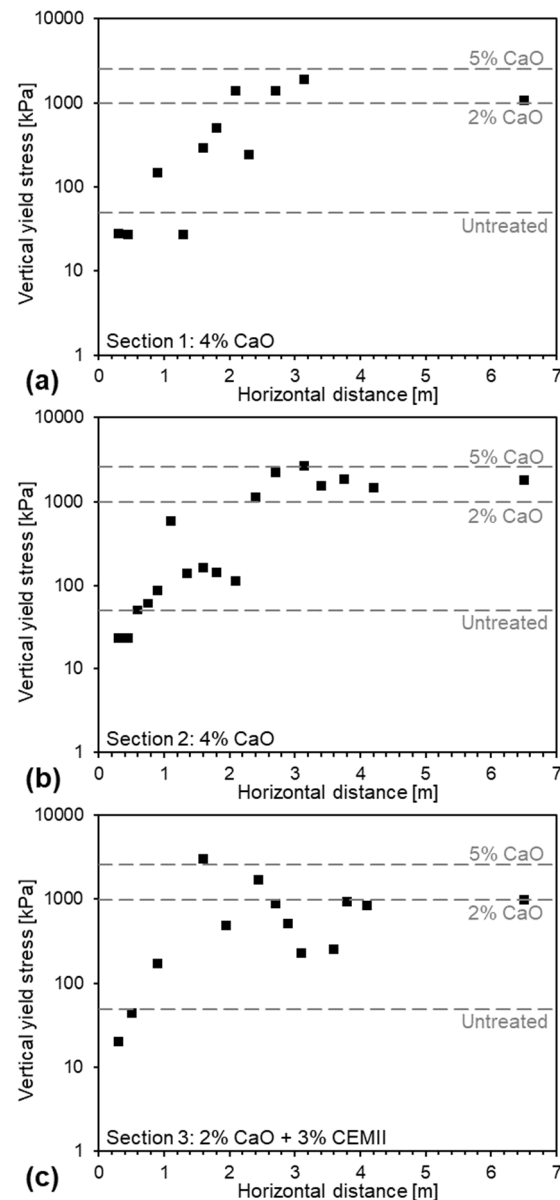 10000
5% CaO
1000
2% CaO
100
Untreated
10
Section 1: 4% CaO
1
0 1 2 3 4 5 6 7
Vertical yield stress [kPa]
Horizontal distance [m]
(a)
10000
5% CaO
1000
2% CaO
100
Untreated
10
Section 2: 4% CaO
1
0 1 2 3 4 5 6 7
Vertical yield stress [kPa]
Horizontal distance [m]
(b)
10000
5% CaO
1000
2% CaO
100
Untreated
10
Section 3: 2% CaO + 3% CEMII
1
0 1 2 3 4 5 6 7
Vertical yield stress [kPa]
Horizontal distance [m]
(c)